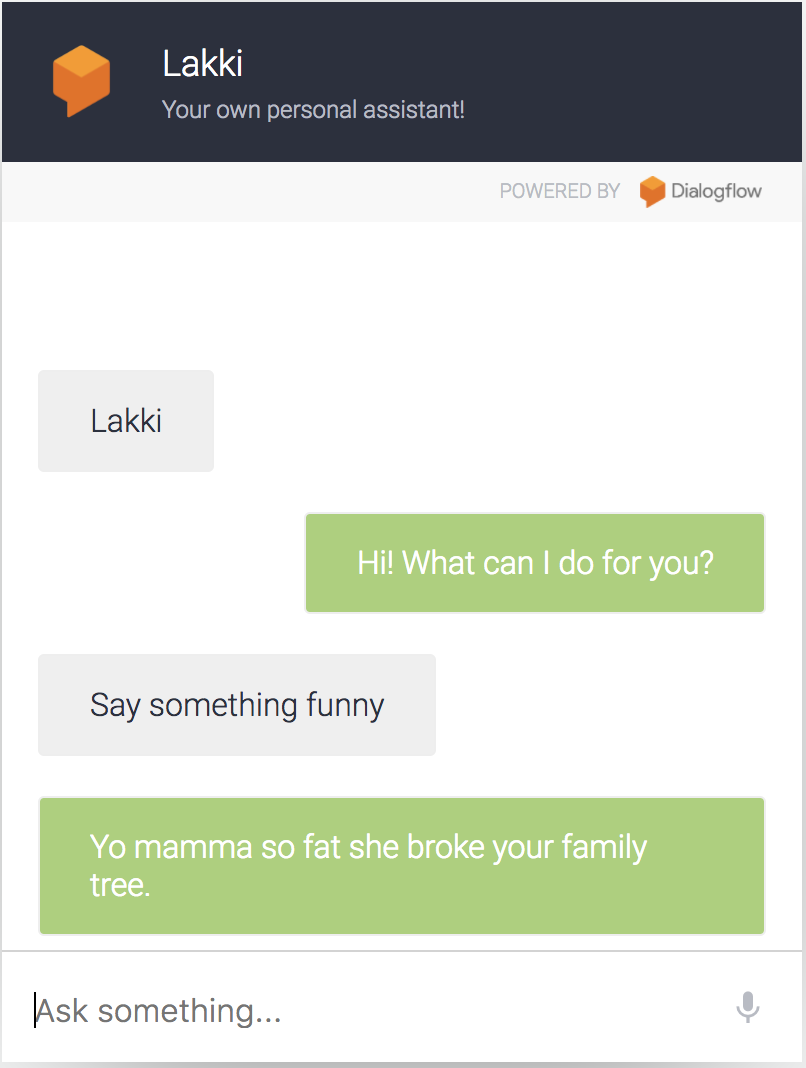 Lakki
Your own personal assistant!
POWERED BY Dialogflow
Lakki
Hi! What can I do for you?
Say something funny
Yo mamma so fat she broke your family
tree.
Ask something...